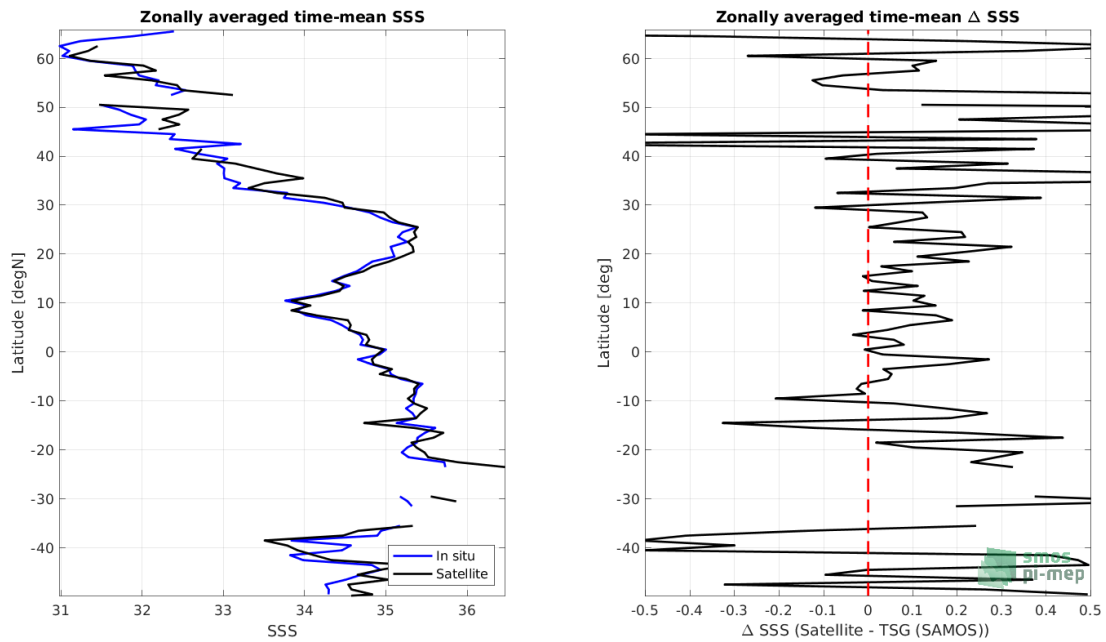 Zonally averaged time-mean SSS
60
50
40
30
20
10
0
-10
-20
-30
-40
Latitude [degN]
In situ
Satellite
31 32 33 34 35 36
SSS
Zonally averaged time-mean Δ SSS
60
50
40
30
20
10
0
-10
-20
-30
-40
Latitude [deg]
smos
pi-mep
-0.5 -0.4 -0.3 -0.2 -0.1 0 0.1 0.2 0.3 0.4 0.5
Δ SSS (Satellite - TSG (SAMOS))